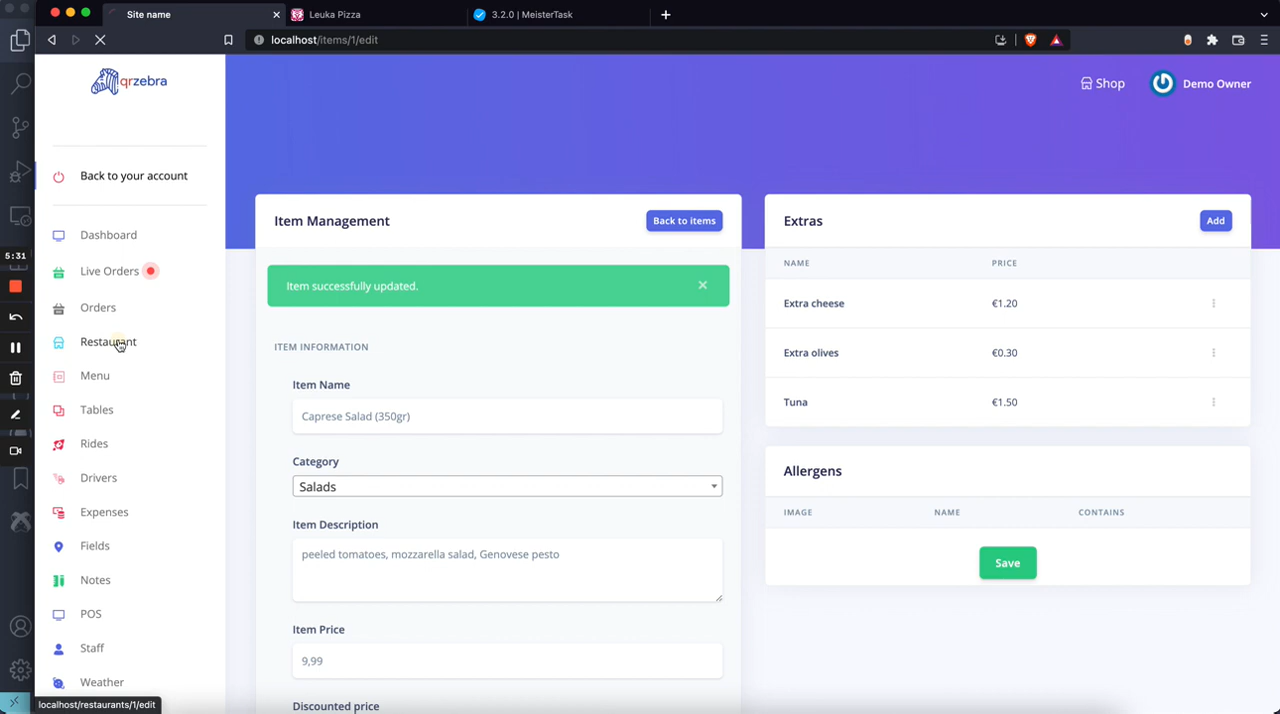 Site name
Leuka Pizza
3.2.0 | MeisterTask
localhost/items/1/edit
qrzebra
Shop
Demo Owner
Back to your account
Dashboard
Live Orders
Orders
Restaurant
Menu
Tables
Rides
Drivers
Expenses
Fields
Notes
POS
Staff
Weather
5:31
localhost/restaurants/1/edit
Item Management
Back to items
Item successfully updated.
ITEM INFORMATION
Item Name
Caprese Salad (350gr)
Category
Salads
Item Description
peeled tomatoes, mozzarella salad, Genovese pesto
Item Price
9,99
Discounted price
Extras
Add
NAME PRICE
Extra cheese €1.20
Extra olives €0.30
Tuna €1.50
Allergens
IMAGE NAME CONTAINS
Save